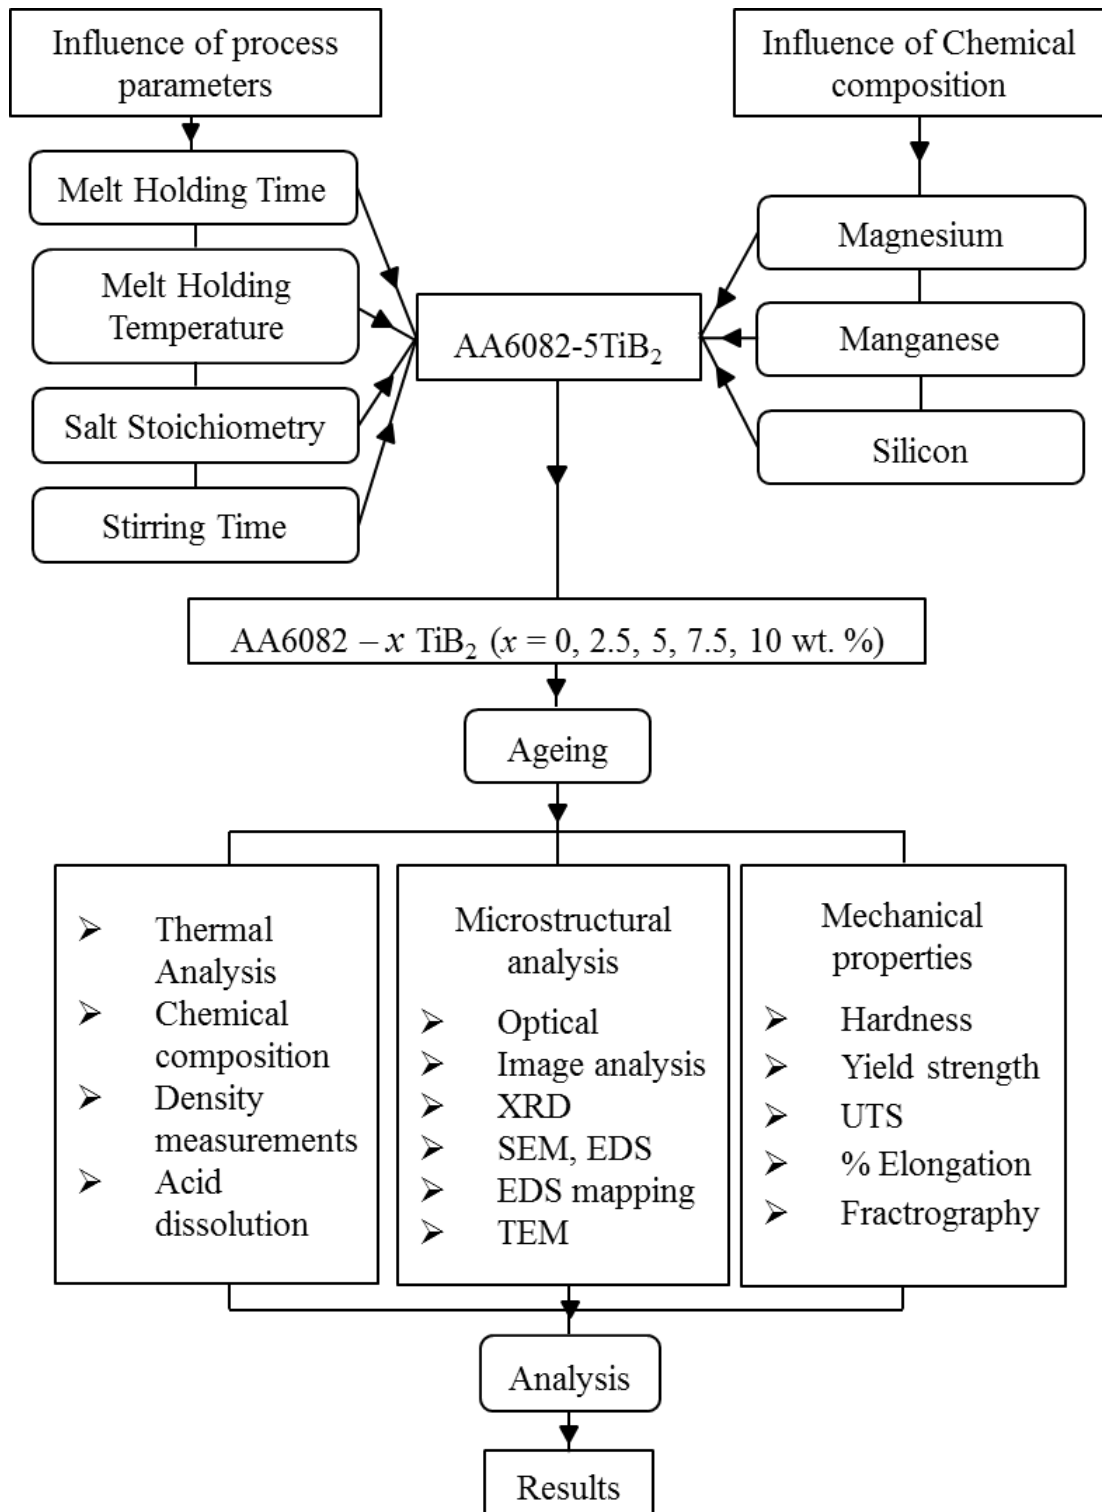 Influence of process
parameters
Influence of Chemical
composition
Melt Holding Time
Melt Holding
Temperature
Salt Stoichiometry
Stirring Time
AA6082-5TiB₂
Magnesium
Manganese
Silicon
AA6082 – x TiB₂ (x = 0, 2.5, 5, 7.5, 10 wt. %)
Ageing
➢ Thermal
Analysis
➢ Chemical
composition
➢ Density
measurements
➢ Acid
dissolution
Microstructural
analysis
➢ Optical
➢ Image analysis
➢ XRD
➢ SEM, EDS
➢ EDS mapping
➢ TEM
Mechanical
properties
➢ Hardness
➢ Yield strength
➢ UTS
➢ % Elongation
➢ Fractrography
Analysis
Results